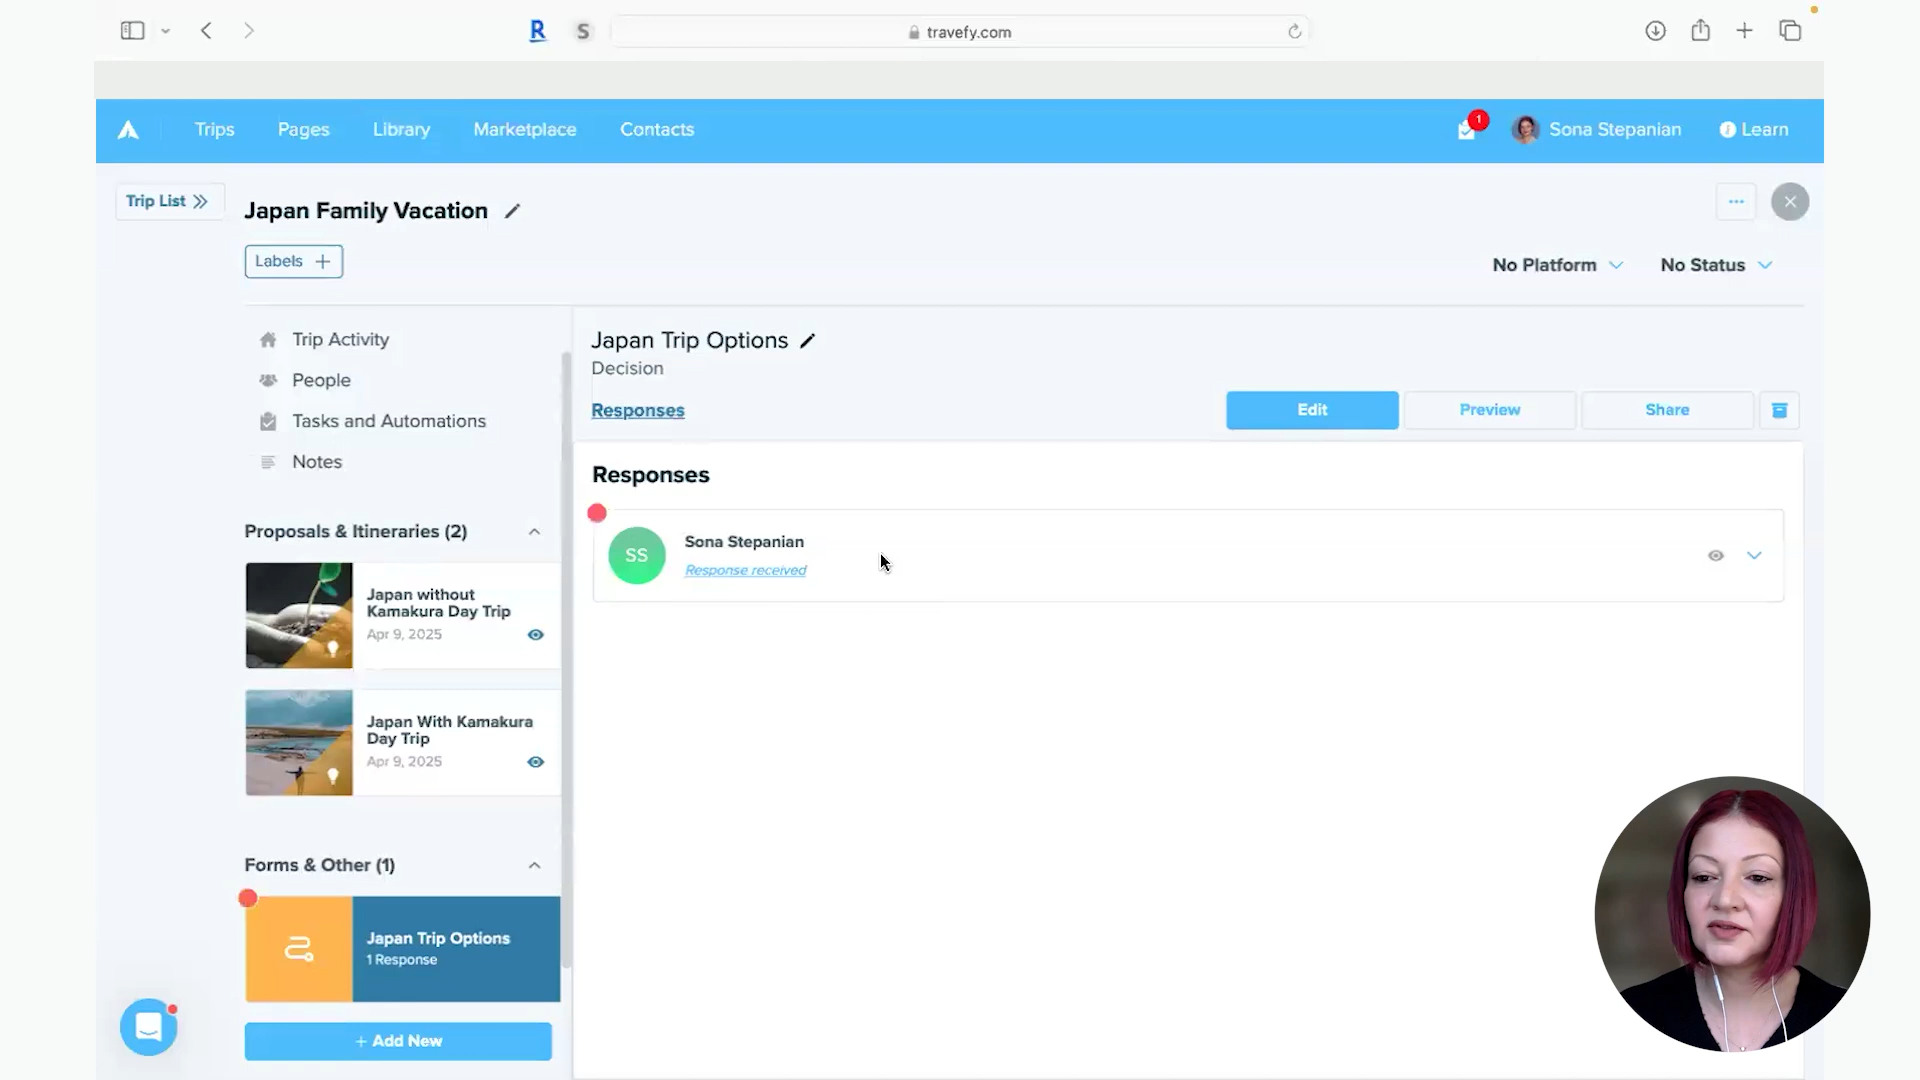 R
S
travefy.com
Trips
Pages
Library
Marketplace
Contacts
1
Sona Stepanian
Learn
Trip List
Japan Family Vacation
Labels +
No Platform
No Status
Trip Activity
People
Tasks and Automations
Notes
Proposals & Itineraries (2)
Japan without
Kamakura Day Trip
Apr 9, 2025
Japan With Kamakura
Day Trip
Apr 9, 2025
Forms & Other (1)
Japan Trip Options
1 Response
+ Add New
Japan Trip Options
Decision
Responses
Edit
Preview
Share
Responses
SS
Sona Stepanian
Response received